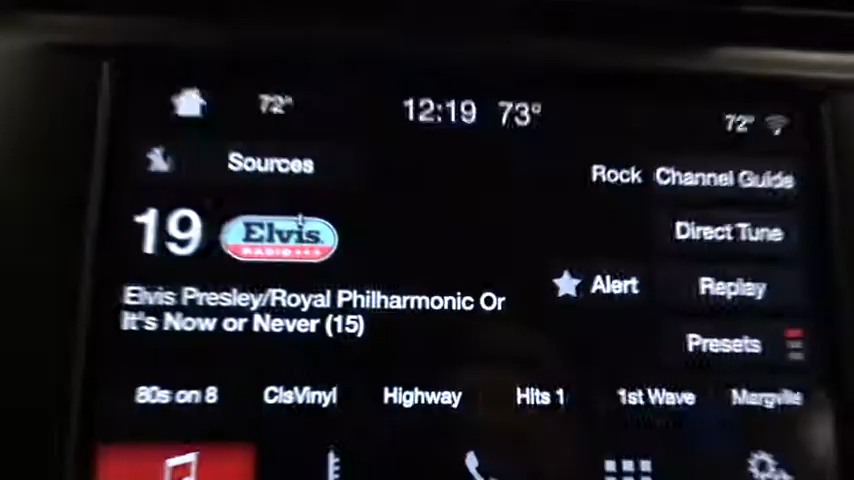 72°
12:19 73°
72°
Sources
Rock
Channel Guide
19
Elvis
RADIO
Direct Tune
Elvis Presley/Royal Philharmonic Or
It's Now or Never (15)
Alert
Replay
Presets
80s on 8
ClsVinyl
Highway
Hits 1
1st Wave
Margville